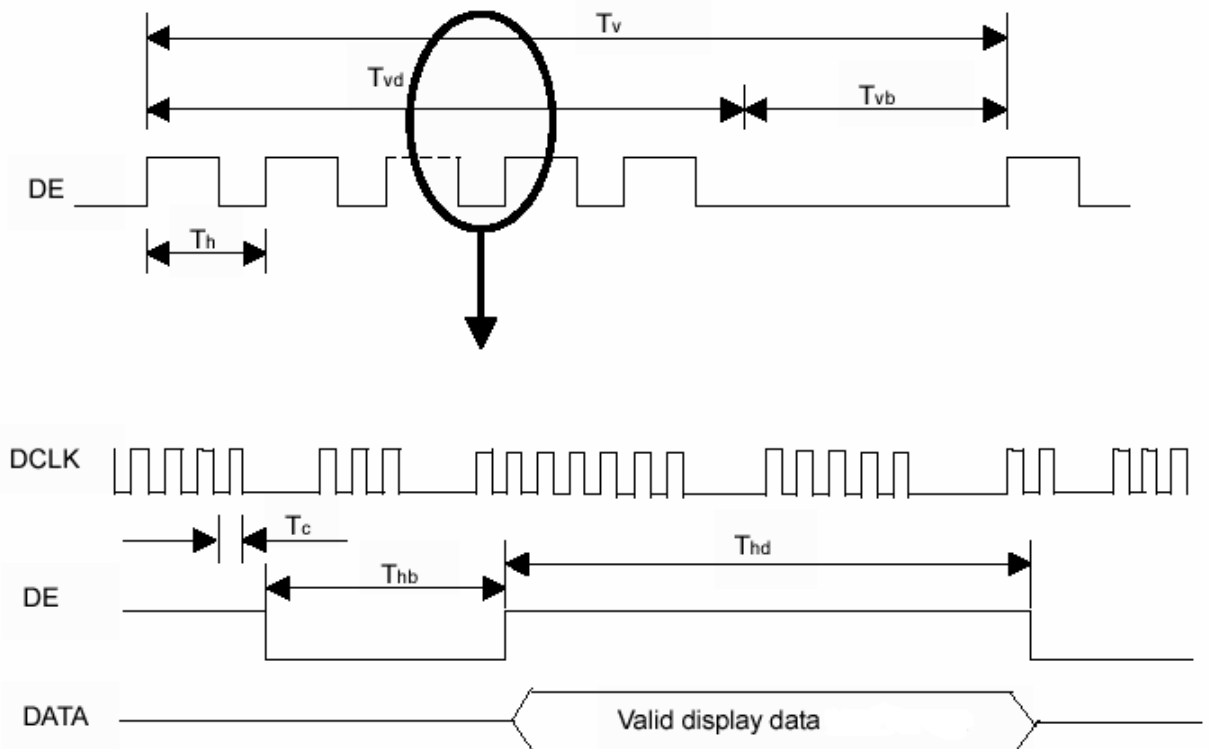 Tv
Tvd
Tvb
DE
Th
DCLK
Tc
Thd
Thb
DE
DATA
Valid display data